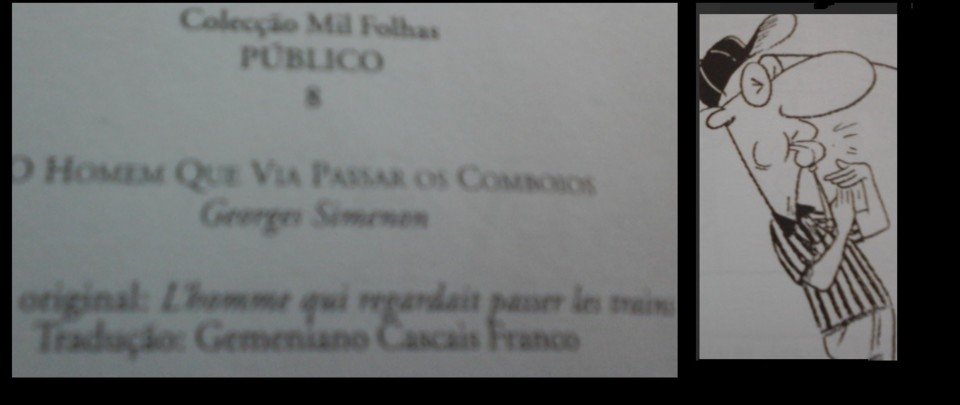 Colecção Mil Folhas
PÚBLICO
8
O HOMEM QUE VIA PASSAR OS COMBOIOS
Georges Simenon
original: L'homme qui regardait passer les trains
Tradução: Gemeniano Cascais Franco